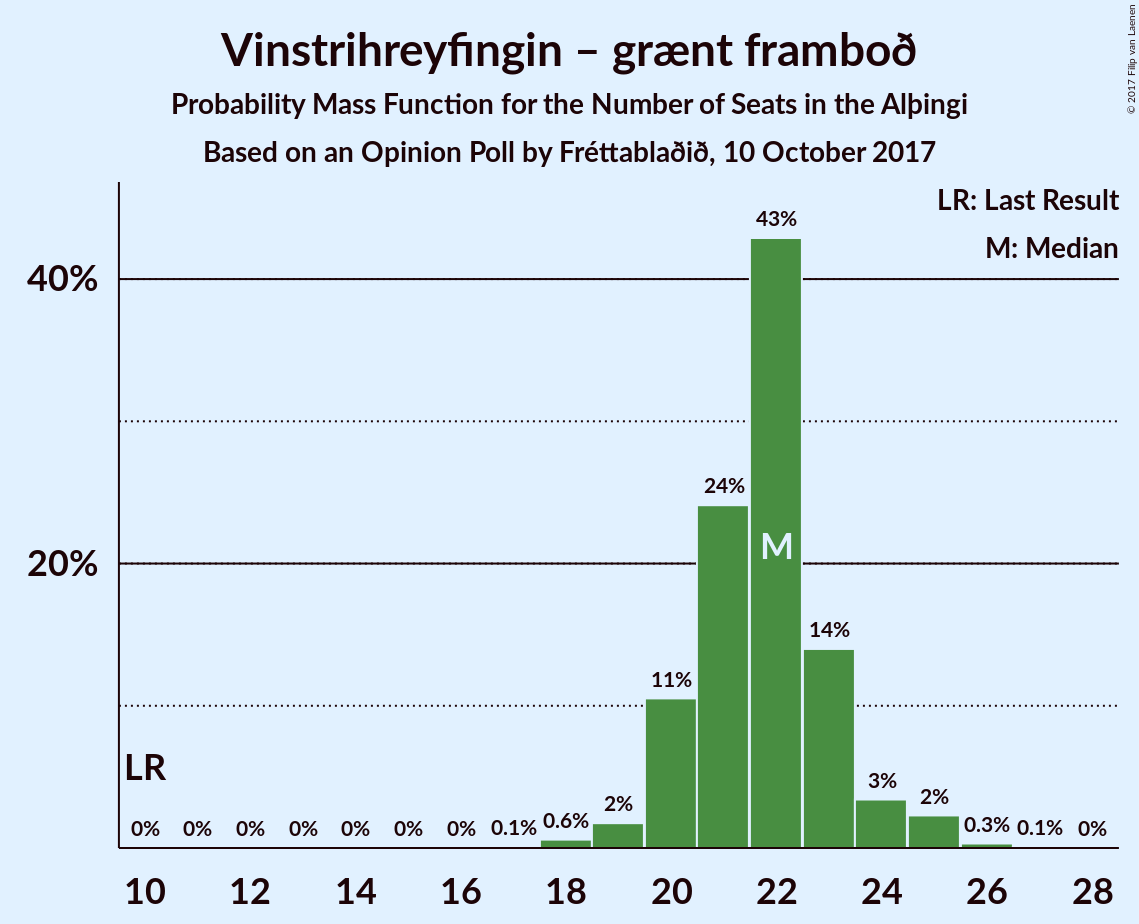 Vinstrihreyfingin – grænt framboð
Probability Mass Function for the Number of Seats in the Alþingi
Based on an Opinion Poll by Fréttablaðið, 10 October 2017
© 2017 Filip van Laenen
LR: Last Result
M: Median
40%
20%
43%
24%
M
14%
11%
LR
3%
2%
2%
0.6%
0.3%
0.1%
0.1%
0% 0% 0% 0% 0% 0% 0% 0%
10 12 14 16 18 20 22 24 26 28